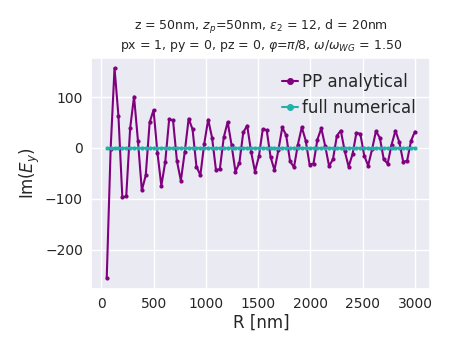 z = 50nm, z_p=50nm, ε_2 = 12, d = 20nm
px = 1, py = 0, pz = 0, φ=π/8, ω/ω_WG = 1.50
PP analytical
full numerical
100
0
−100
−200
Im(E_y)
0 500 1000 1500 2000 2500 3000
R [nm]